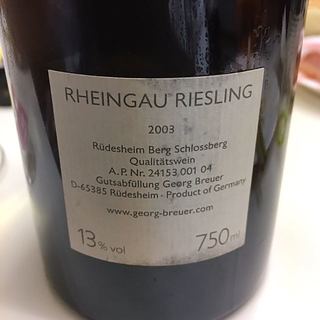 RHEINGAU RIESLING
2003
Rüdesheim Berg Schlossberg
Qualitätswein
A.P. Nr. 24153 001 04
Gutsabfüllung Georg Breuer
D-65385 Rüdesheim - Product of Germany
www.georg-breuer.com
13% vol 750ml